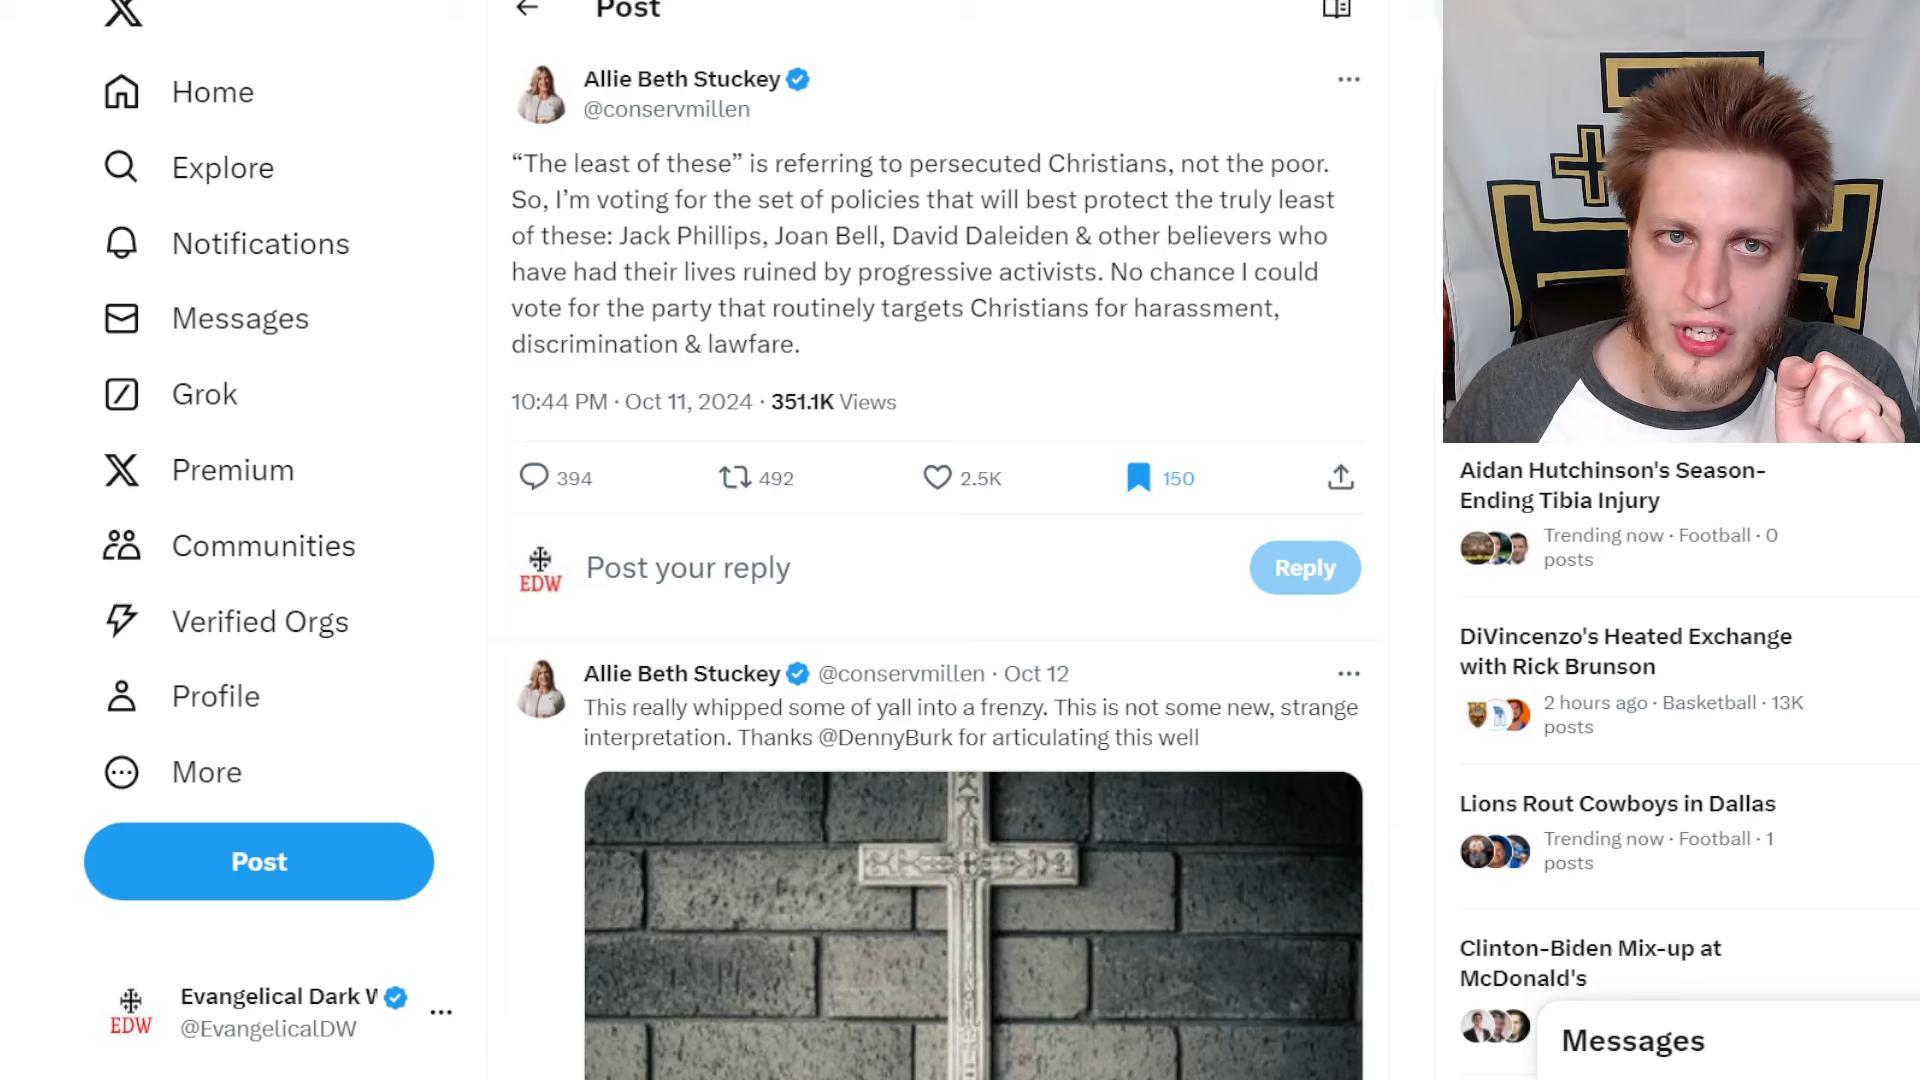 Home
Explore
Notifications
Messages
Grok
Premium
Communities
Verified Orgs
Profile
More
Post
EDW
Evangelical Dark
@EvangelicalDW
Post
Allie Beth Stuckey
@conservmillen
“The least of these” is referring to persecuted Christians, not the poor.
So, I’m voting for the set of policies that will best protect the truly least
of these: Jack Phillips, Joan Bell, David Daleiden & other believers who
have had their lives ruined by progressive activists. No chance I could
vote for the party that routinely targets Christians for harassment,
discrimination & lawfare.
10:44 PM · Oct 11, 2024 · 351.1K Views
394 492 2.5K 150
EDW
Post your reply
Reply
Allie Beth Stuckey @conservmillen · Oct 12
This really whipped some of yall into a frenzy. This is not some new, strange
interpretation. Thanks @DennyBurk for articulating this well
Aidan Hutchinson's Season-
Ending Tibia Injury
Trending now · Football · 0
posts
DiVincenzo's Heated Exchange
with Rick Brunson
2 hours ago · Basketball · 13K
posts
Lions Rout Cowboys in Dallas
Trending now · Football · 1
posts
Clinton-Biden Mix-up at
McDonald's
Messages